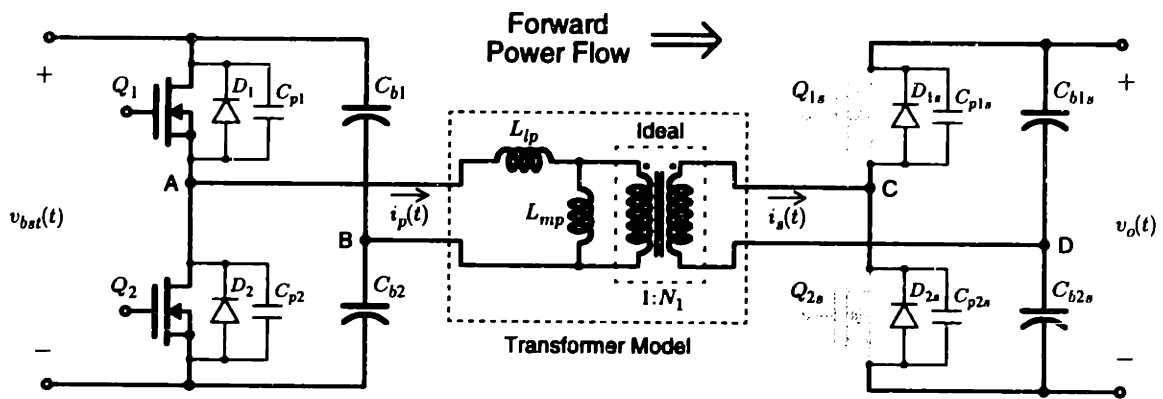 Forward
Power Flow
+
Q1
D1
Cp1
Cb1
A
vbst(t)
ip(t)
B
Q2
D2
Cp2
Cb2
−
Llp
Ideal
Lmp
1:N1
Transformer Model
is(t)
Q1s
D1s
Cp1s
Cb1s
+
C
D
vo(t)
Q2s
D2s
Cp2s
Cb2s
−